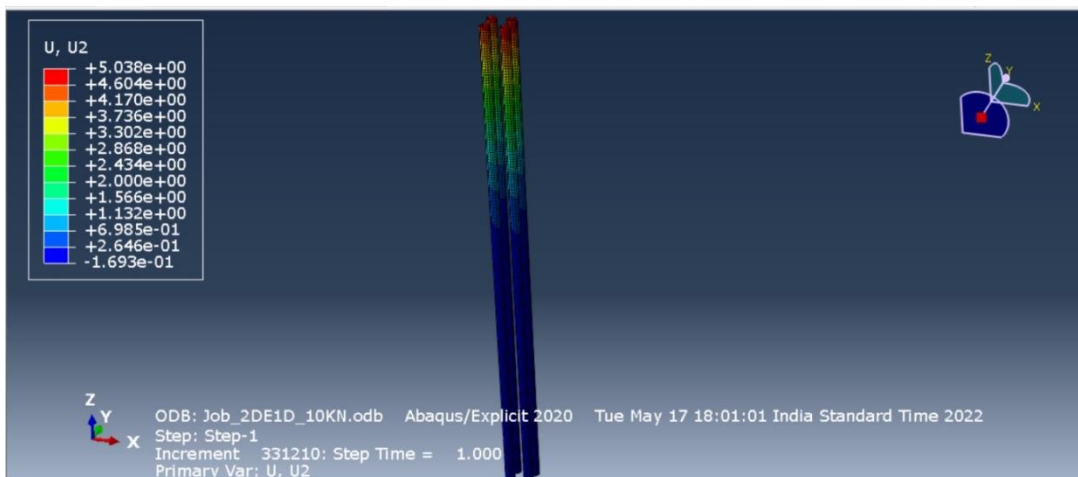 U, U2
+5.038e+00
+4.604e+00
+4.170e+00
+3.736e+00
+3.302e+00
+2.868e+00
+2.434e+00
+2.000e+00
+1.566e+00
+1.132e+00
+6.985e-01
+2.646e-01
-1.693e-01
Z
Y
X
Z
Y
X
ODB: Job_2DE1D_10KN.odb Abaqus/Explicit 2020 Tue May 17 18:01:01 India Standard Time 2022
Step: Step-1
Increment 331210: Step Time = 1.000
Primary Var: U, U2